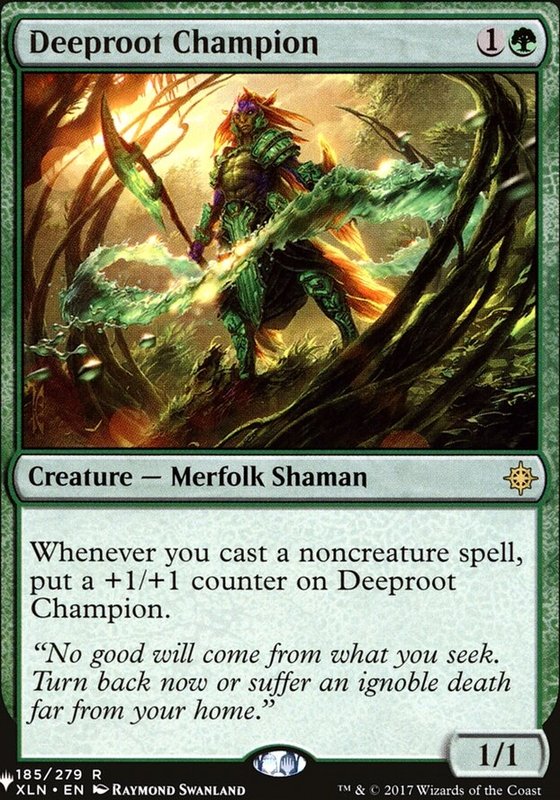 Deeproot Champion 1
Creature — Merfolk Shaman
Whenever you cast a noncreature spell,
put a +1/+1 counter on Deeproot
Champion.
“No good will come from what you seek.
Turn back now or suffer an ignoble death
far from your home.”
1/1
185/279 R
XLN • EN RAYMOND SWANLAND
™ & © 2017 Wizards of the Coast